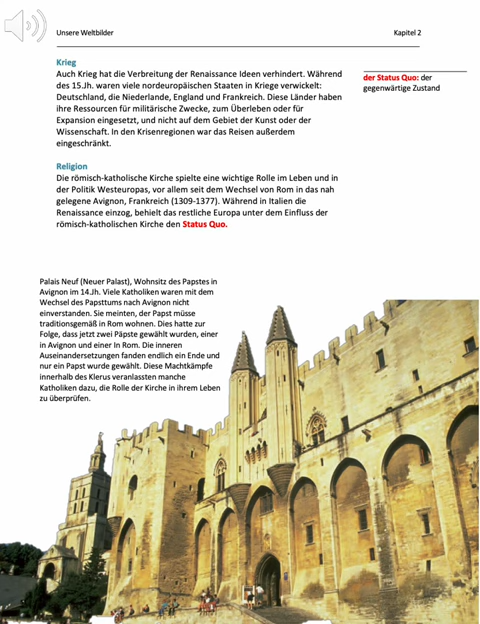 Unsere Weltbilder
Kapitel 2
Krieg
Auch Krieg hat die Verbreitung der Renaissance Ideen verhindert. Während
des 15.Jh. waren viele nordeuropäischen Staaten in Kriege verwickelt:
Deutschland, die Niederlande, England und Frankreich. Diese Länder haben
ihre Ressourcen für militärische Zwecke, zum Überleben oder für
Expansion eingesetzt, und nicht auf dem Gebiet der Kunst oder der
Wissenschaft. In den Krisenregionen war das Reisen außerdem
eingeschränkt.
der Status Quo: der
gegenwärtige Zustand
Religion
Die römisch-katholische Kirche spielte eine wichtige Rolle im Leben und in
der Politik Westeuropas, vor allem seit dem Wechsel von Rom in das nah
gelegene Avignon, Frankreich (1309-1377). Während in Italien die
Renaissance einzog, behielt das restliche Europa unter dem Einfluss der
römisch-katholischen Kirche den Status Quo.
Palais Neuf (Neuer Palast), Wohnsitz des Papstes in
Avignon im 14.Jh. Viele Katholiken waren mit dem
Wechsel des Papsttums nach Avignon nicht
einverstanden. Sie meinten, der Papst müsse
traditionsgemäß in Rom wohnen. Dies hatte zur
Folge, dass jetzt zwei Päpste gewählt wurden, einer
in Avignon und einer In Rom. Die inneren
Auseinandersetzungen fanden endlich ein Ende und
nur ein Papst wurde gewählt. Diese Machtkämpfe
innerhalb des Klerus veranlassten manche
Katholiken dazu, die Rolle der Kirche in ihrem Leben
zu überprüfen.